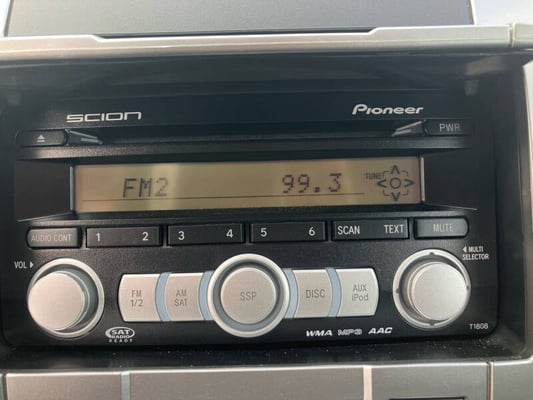 SCION
Pioneer
PWR
FM2 99.3 TUNE
AUDIO CONT 1 2 3 4 5 6 SCAN TEXT MUTE
VOL
MULTI
SELECTOR
FM
1/2
AM
SAT
SSP
DISC
AUX
iPod
SAT
RADIO
READY
WMA MP3 AAC
T1808